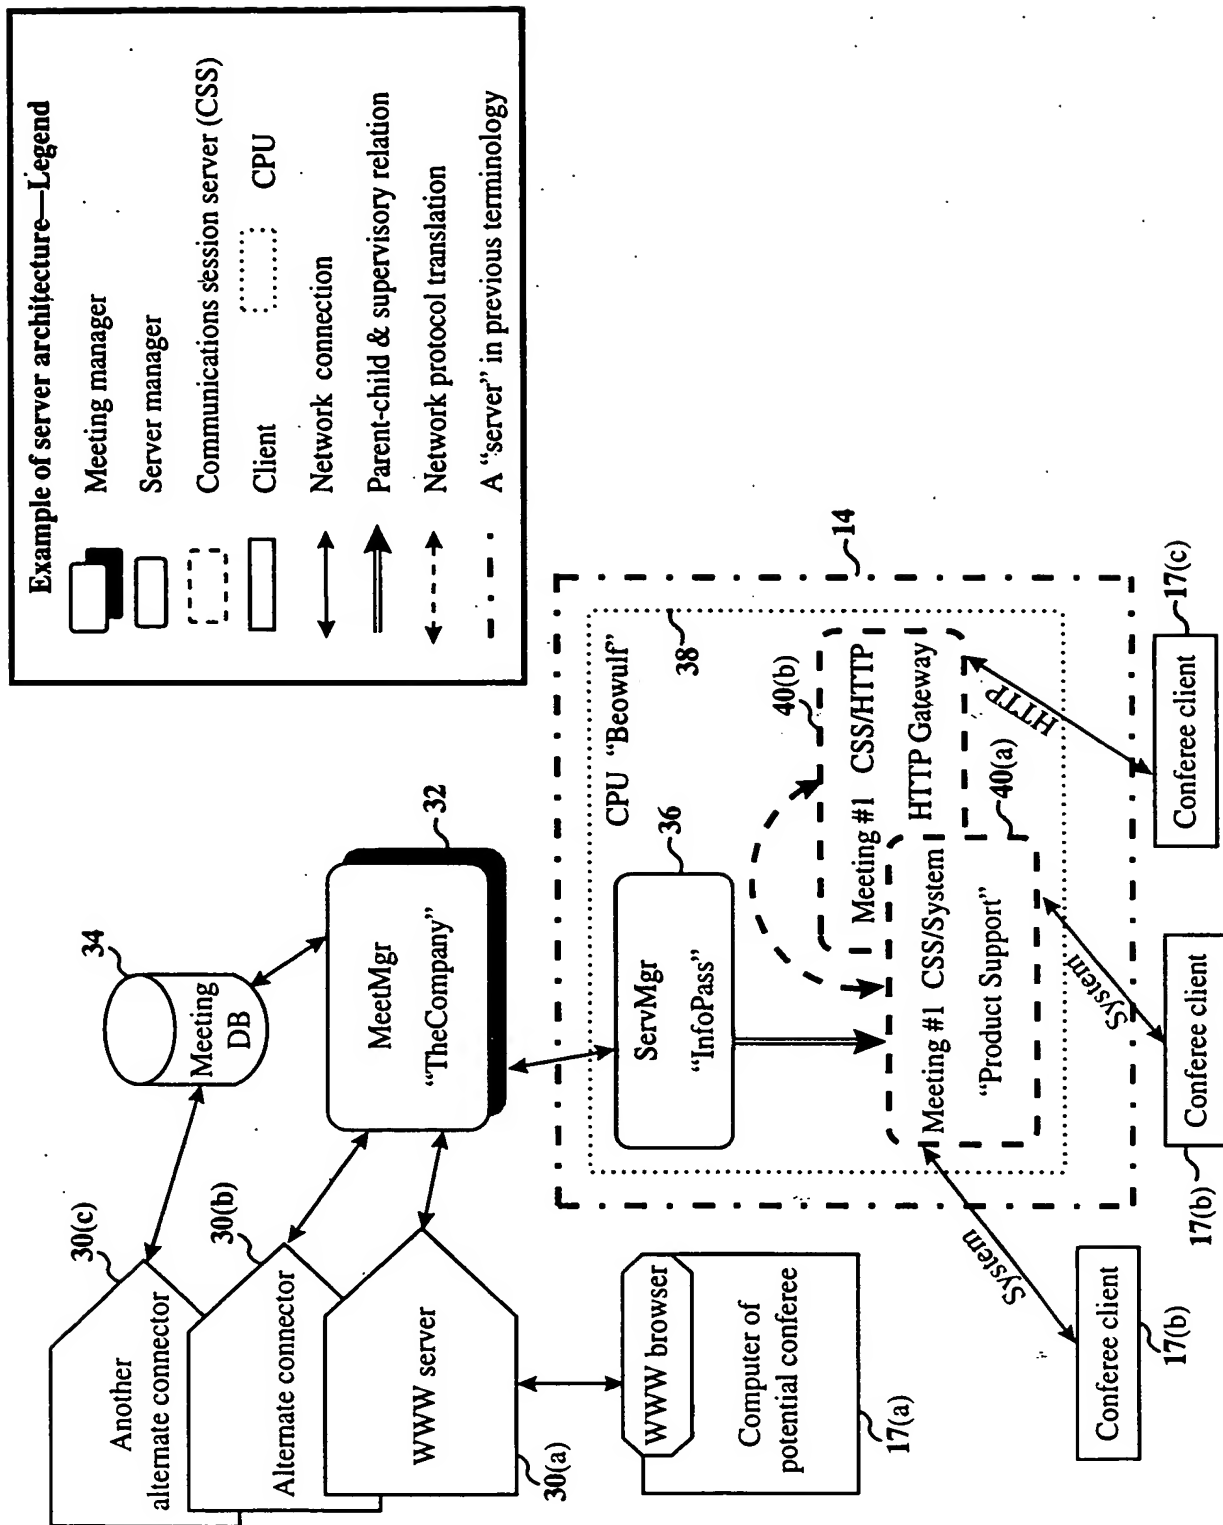 Example of server architecture—Legend
Meeting manager
Server manager
Communications session server (CSS)
Client
CPU
Network connection
Parent-child & supervisory relation
Network protocol translation
A “server” in previous terminology
30(c)
Another
alternate connector
30(b)
Alternate connector
WWW server
30(a)
34
Meeting
DB
32
MeetMgr
“TheCompany”
WWW browser
Computer of
potential conferee
17(a)
14
38
CPU “Beowulf”
36
ServMgr
“InfoPass”
40(b)
Meeting #1 CSS/HTTP
HTTP Gateway
40(a)
Meeting #1 CSS/System
“Product Support”
System
System
HTTP
Conferee client
17(b)
Conferee client
17(b)
Conferee client
17(c)